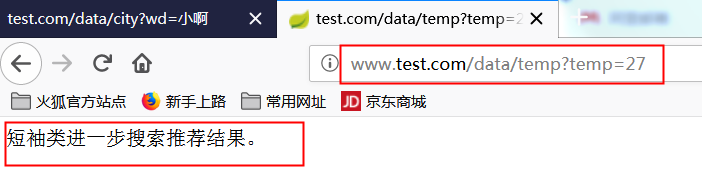 test.com/data/city?wd=小啊
test.com/data/temp?temp=2
www.test.com/data/temp?temp=27
火狐官方站点 新手上路 常用网址 JD 京东商城
短袖类进一步搜索推荐结果。